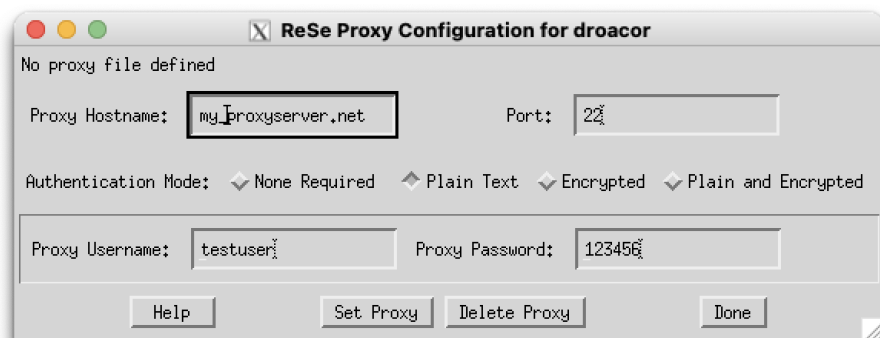 ReSe Proxy Configuration for droacor
No proxy file defined
Proxy Hostname: my_proxyserver.net Port: 22
Authentication Mode: None Required Plain Text Encrypted Plain and Encrypted
Proxy Username: testuser Proxy Password: 123456
Help Set Proxy Delete Proxy Done